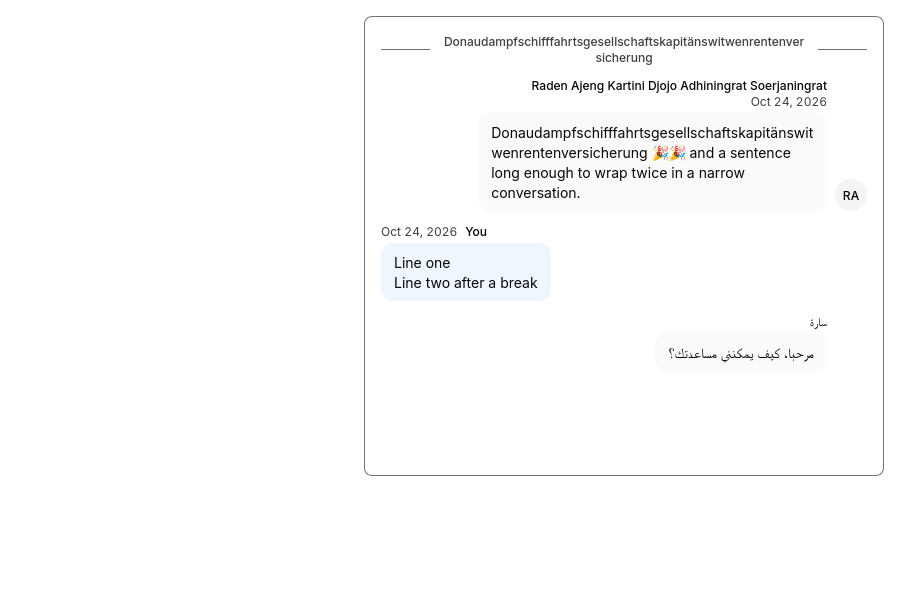 Donaudampfschifffahrtsgesellschaftskapitänswitwenrentenver
sicherung
Raden Ajeng Kartini Djojo Adhiningrat Soerjaningrat
Oct 24, 2026
Donaudampfschifffahrtsgesellschaftskapitänswit
wenrentenversicherung 🎉🎉 and a sentence
long enough to wrap twice in a narrow
conversation.
RA
Oct 24, 2026 You
Line one
Line two after a break
سارة
مرحبا، كيف يمكنني مساعدتك؟